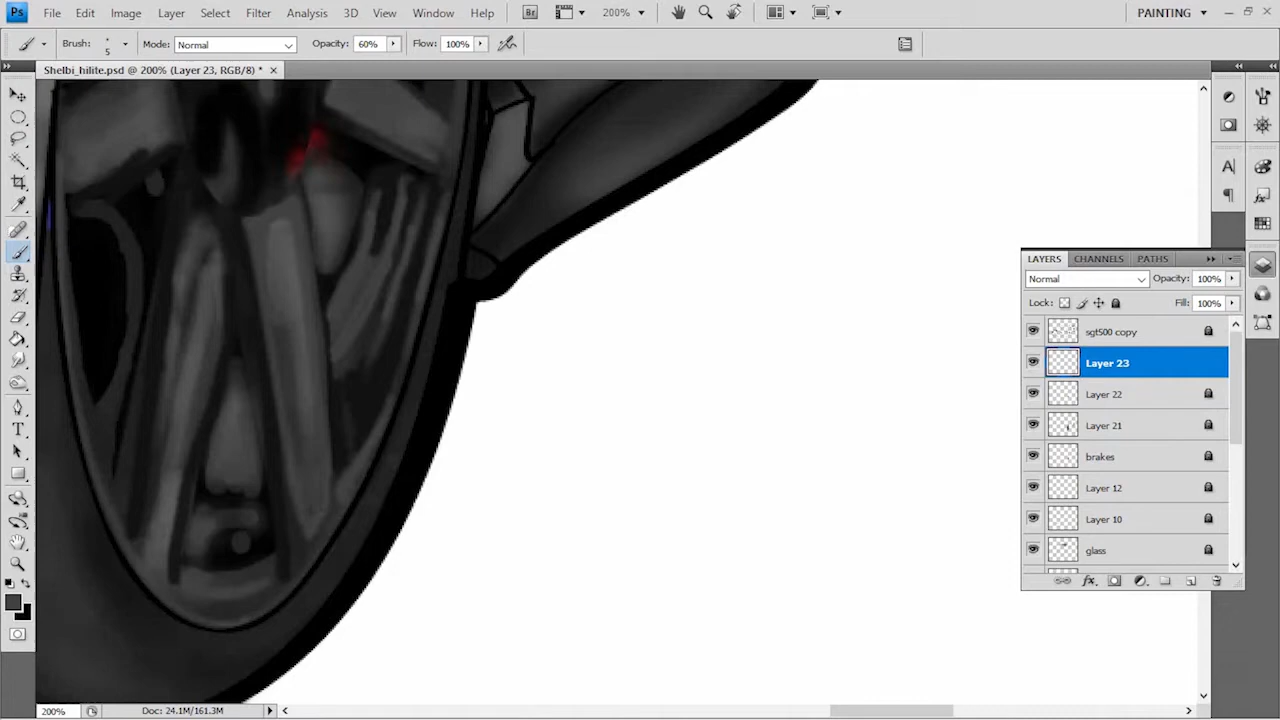 Ps File Edit Image Layer Select Filter Analysis 3D View Window Help Br 200% PAINTING
Brush: 5 Mode: Normal Opacity: 60% Flow: 100%
Shelbi_hilite.psd @ 200% (Layer 23, RGB/8) *
LAYERS CHANNELS PATHS
Normal Opacity: 100%
Lock: Fill: 100%
sgt500 copy
Layer 23
Layer 22
Layer 21
brakes
Layer 12
Layer 10
glass
200% Doc: 24.1M/161.3M